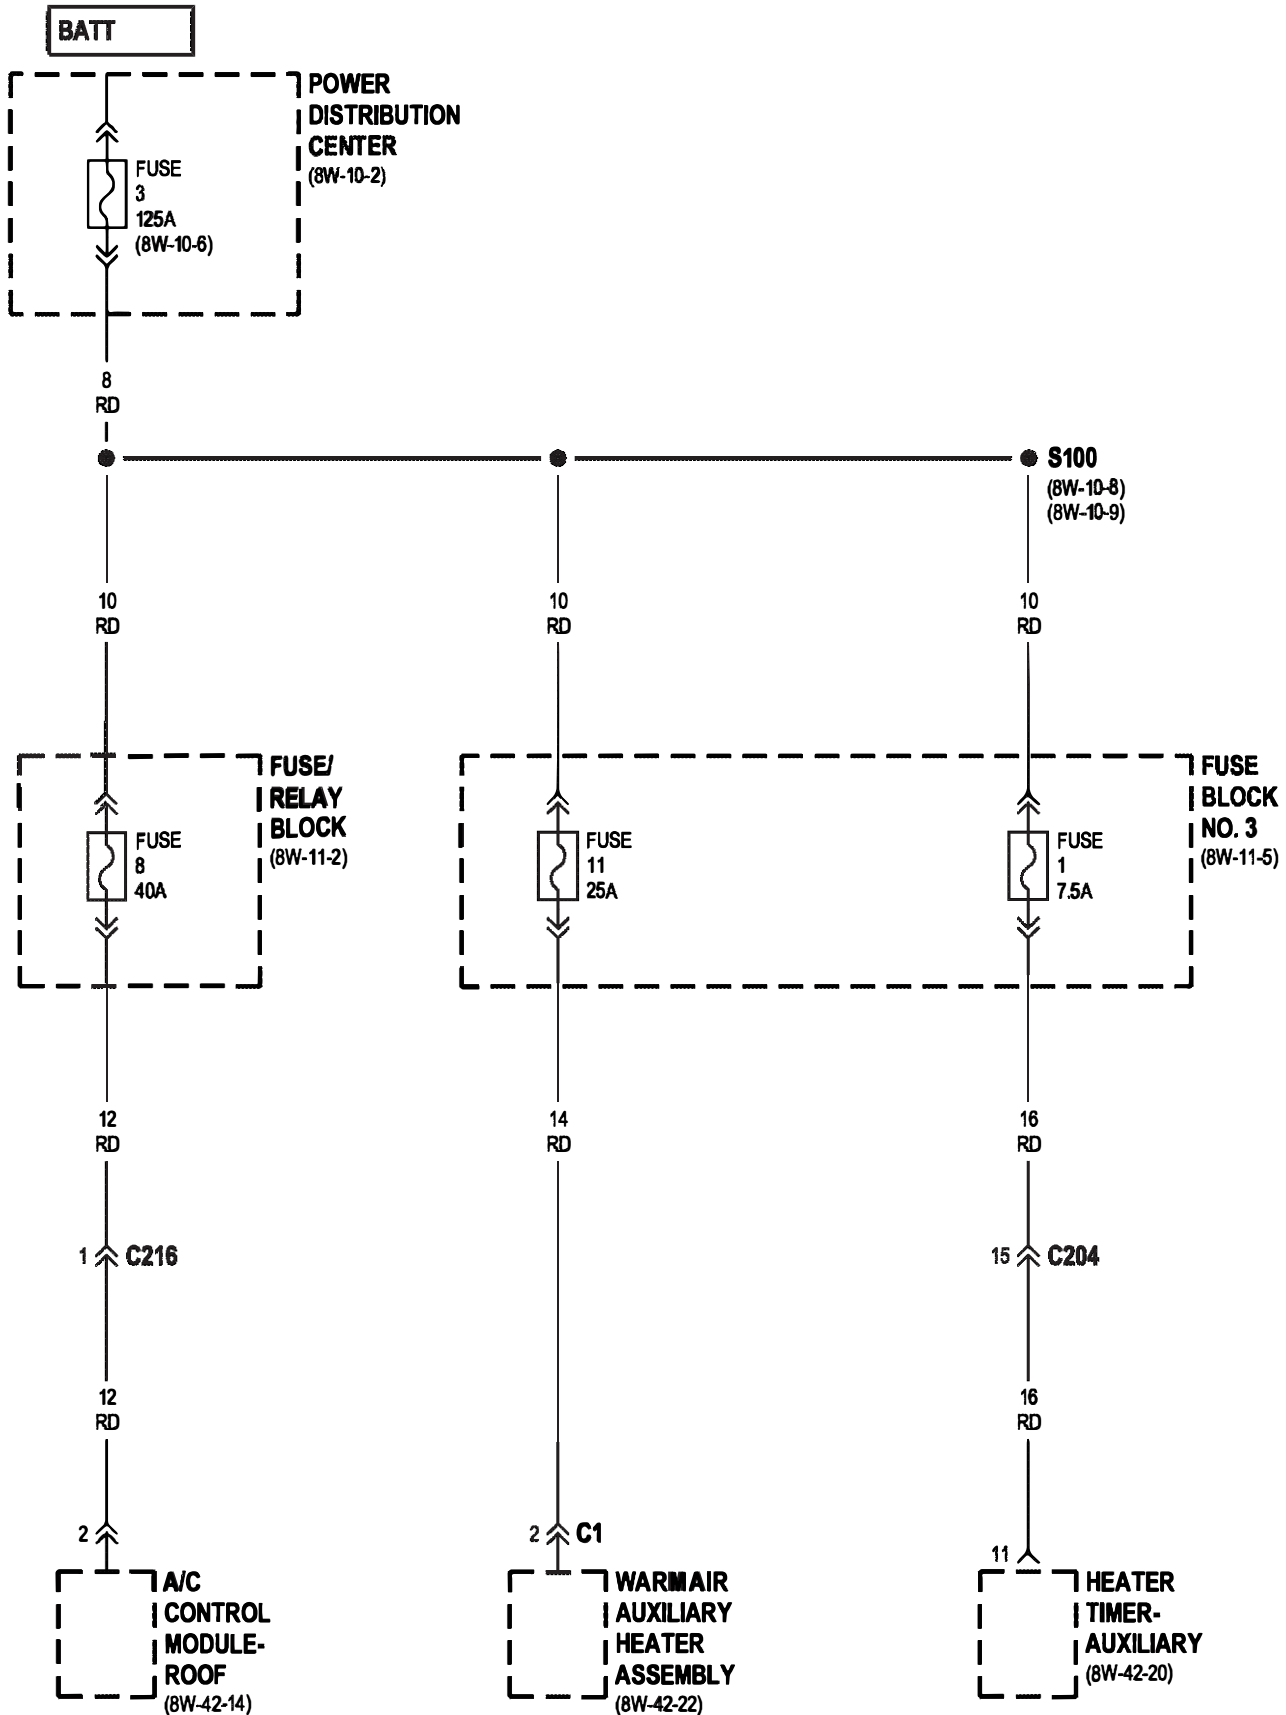 BATT
POWER
DISTRIBUTION
CENTER
(8W-10-2)
FUSE
3
125A
(8W-10-6)
8
RD
S100
(8W-10-8)
(8W-10-9)
10
RD
10
RD
10
RD
FUSE/
RELAY
BLOCK
(8W-11-2)
FUSE
8
40A
FUSE
11
25A
FUSE
1
7.5A
FUSE
BLOCK
NO. 3
(8W-11-5)
12
RD
14
RD
16
RD
1
C216
15
C204
12
RD
16
RD
2
2
C1
11
A/C
CONTROL
MODULE-
ROOF
(8W-42-14)
WARMAIR
AUXILIARY
HEATER
ASSEMBLY
(8W-42-22)
HEATER
TIMER-
AUXILIARY
(8W-42-20)